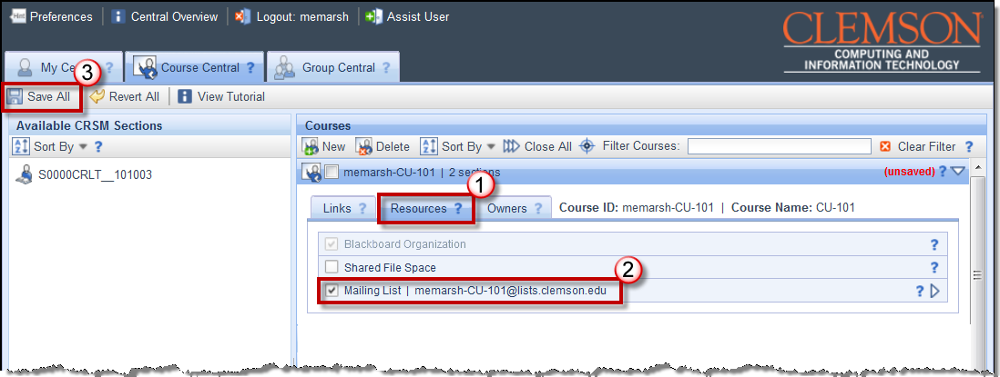 Preferences | Central Overview | Logout: memarsh | Assist User
CLEMSON
COMPUTING AND
INFORMATION TECHNOLOGY
My Ce ? Course Central ? Group Central ?
3
Save All Revert All | View Tutorial
Available CRSM Sections
Sort By ?
S0000CRLT__101003
Courses
New Delete Sort By Close All Filter Courses: Clear Filter ?
memarsh-CU-101 | 2 sections (unsaved) ?
1
Links ? Resources ? Owners ? Course ID: memarsh-CU-101 | Course Name: CU-101
Blackboard Organization ?
Shared File Space ?
2
Mailing List | memarsh-CU-101@lists.clemson.edu ?